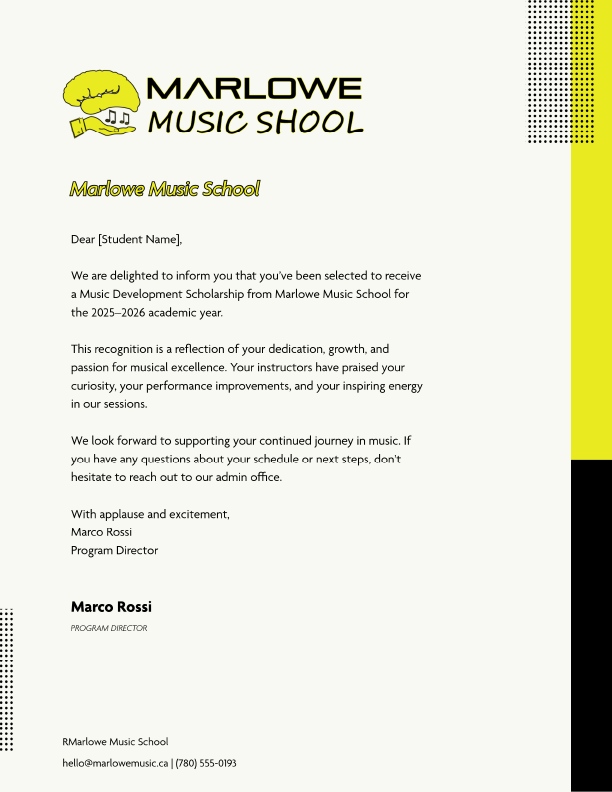 MARLOWE
MUSIC SHOOL
Marlowe Music School
Dear [Student Name],
We are delighted to inform you that you've been selected to receive
a Music Development Scholarship from Marlowe Music School for
the 2025–2026 academic year.
This recognition is a reflection of your dedication, growth, and
passion for musical excellence. Your instructors have praised your
curiosity, your performance improvements, and your inspiring energy
in our sessions.
We look forward to supporting your continued journey in music. If
you have any questions about your schedule or next steps, don't
hesitate to reach out to our admin office.
With applause and excitement,
Marco Rossi
Program Director
Marco Rossi
PROGRAM DIRECTOR
RMarlowe Music School
hello@marlowemusic.ca | (780) 555-0193